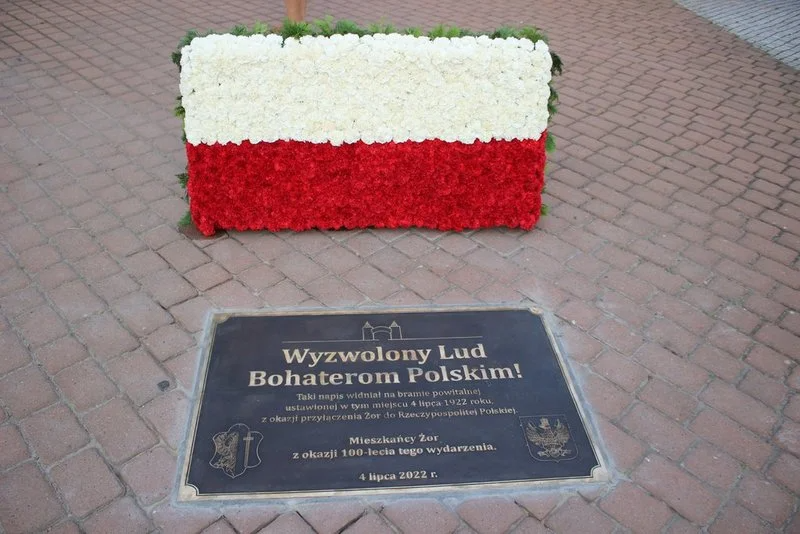 Wyzwolony Lud
Bohaterom Polskim!
Taki napis widniał na bramie powitalnej
ustawionej w tym miejscu 4 lipca 1922 roku,
z okazji przyłączenia Żor do Rzeczypospolitej Polskiej.
Mieszkańcy Żor
z okazji 100-lecia tego wydarzenia.
4 lipca 2022 r.